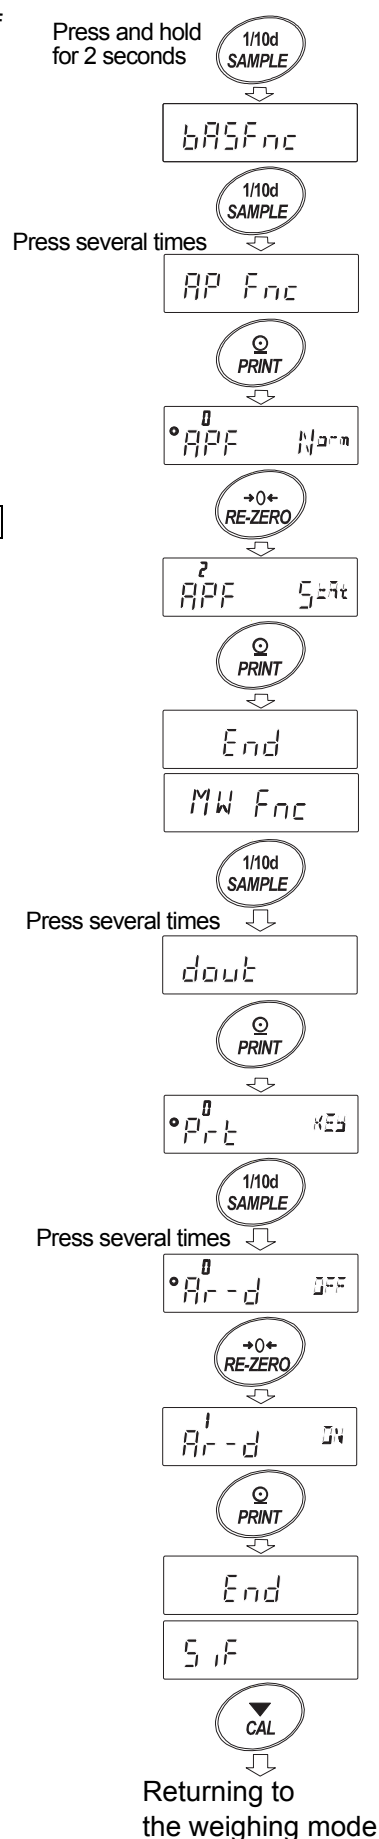 Press and hold
for 2 seconds
1/10d
SAMPLE
bASFnc
1/10d
SAMPLE
Press several times
AP Fnc
PRINT
0
APF Norm
→0←
RE-ZERO
2
APF StAt
PRINT
End
MW Fnc
1/10d
SAMPLE
Press several times
dout
PRINT
0
Prt KEY
1/10d
SAMPLE
Press several times
0
Ar-d OFF
→0←
RE-ZERO
1
Ar-d ON
PRINT
End
SiF
CAL
Returning to
the weighing mode